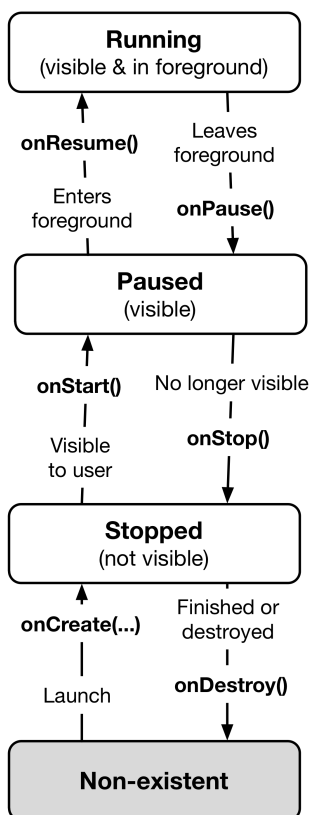 Running
(visible & in foreground)
onResume()
Enters
foreground
Leaves
foreground
onPause()
Paused
(visible)
onStart()
Visible
to user
No longer visible
onStop()
Stopped
(not visible)
onCreate(...)
Launch
Finished or
destroyed
onDestroy()
Non-existent